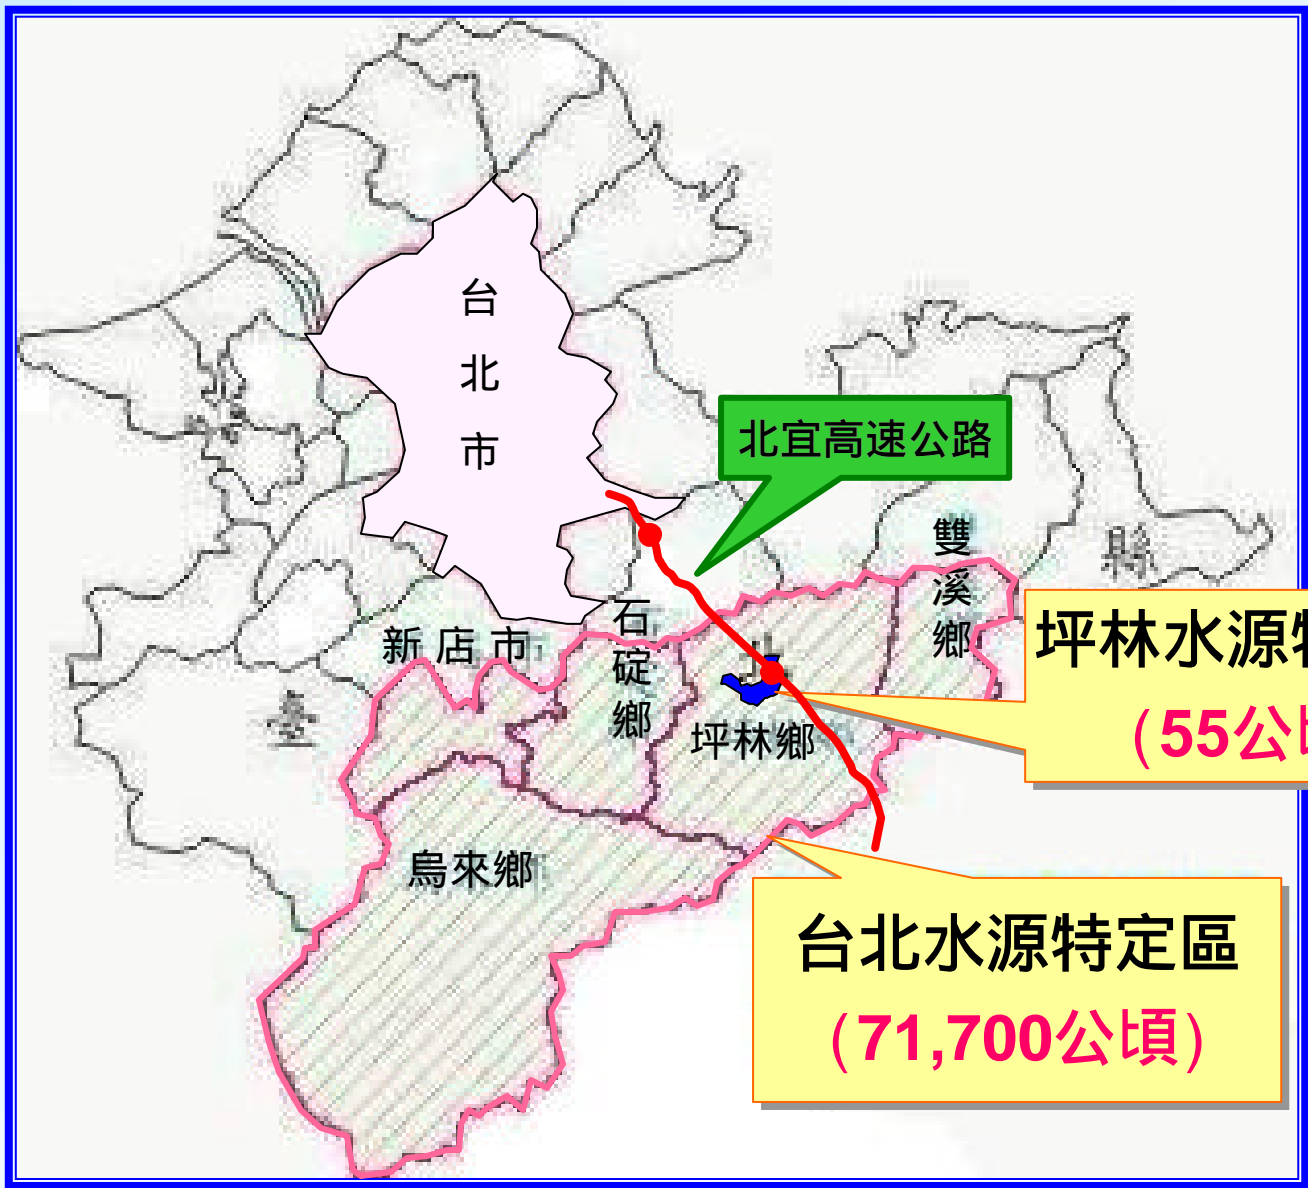 台北市
北宜高速公路
雙溪鄉
縣
坪林水源特
(55公
石碇鄉
新店市
臺
坪林鄉
烏來鄉
台北水源特定區
(71,700公頃)